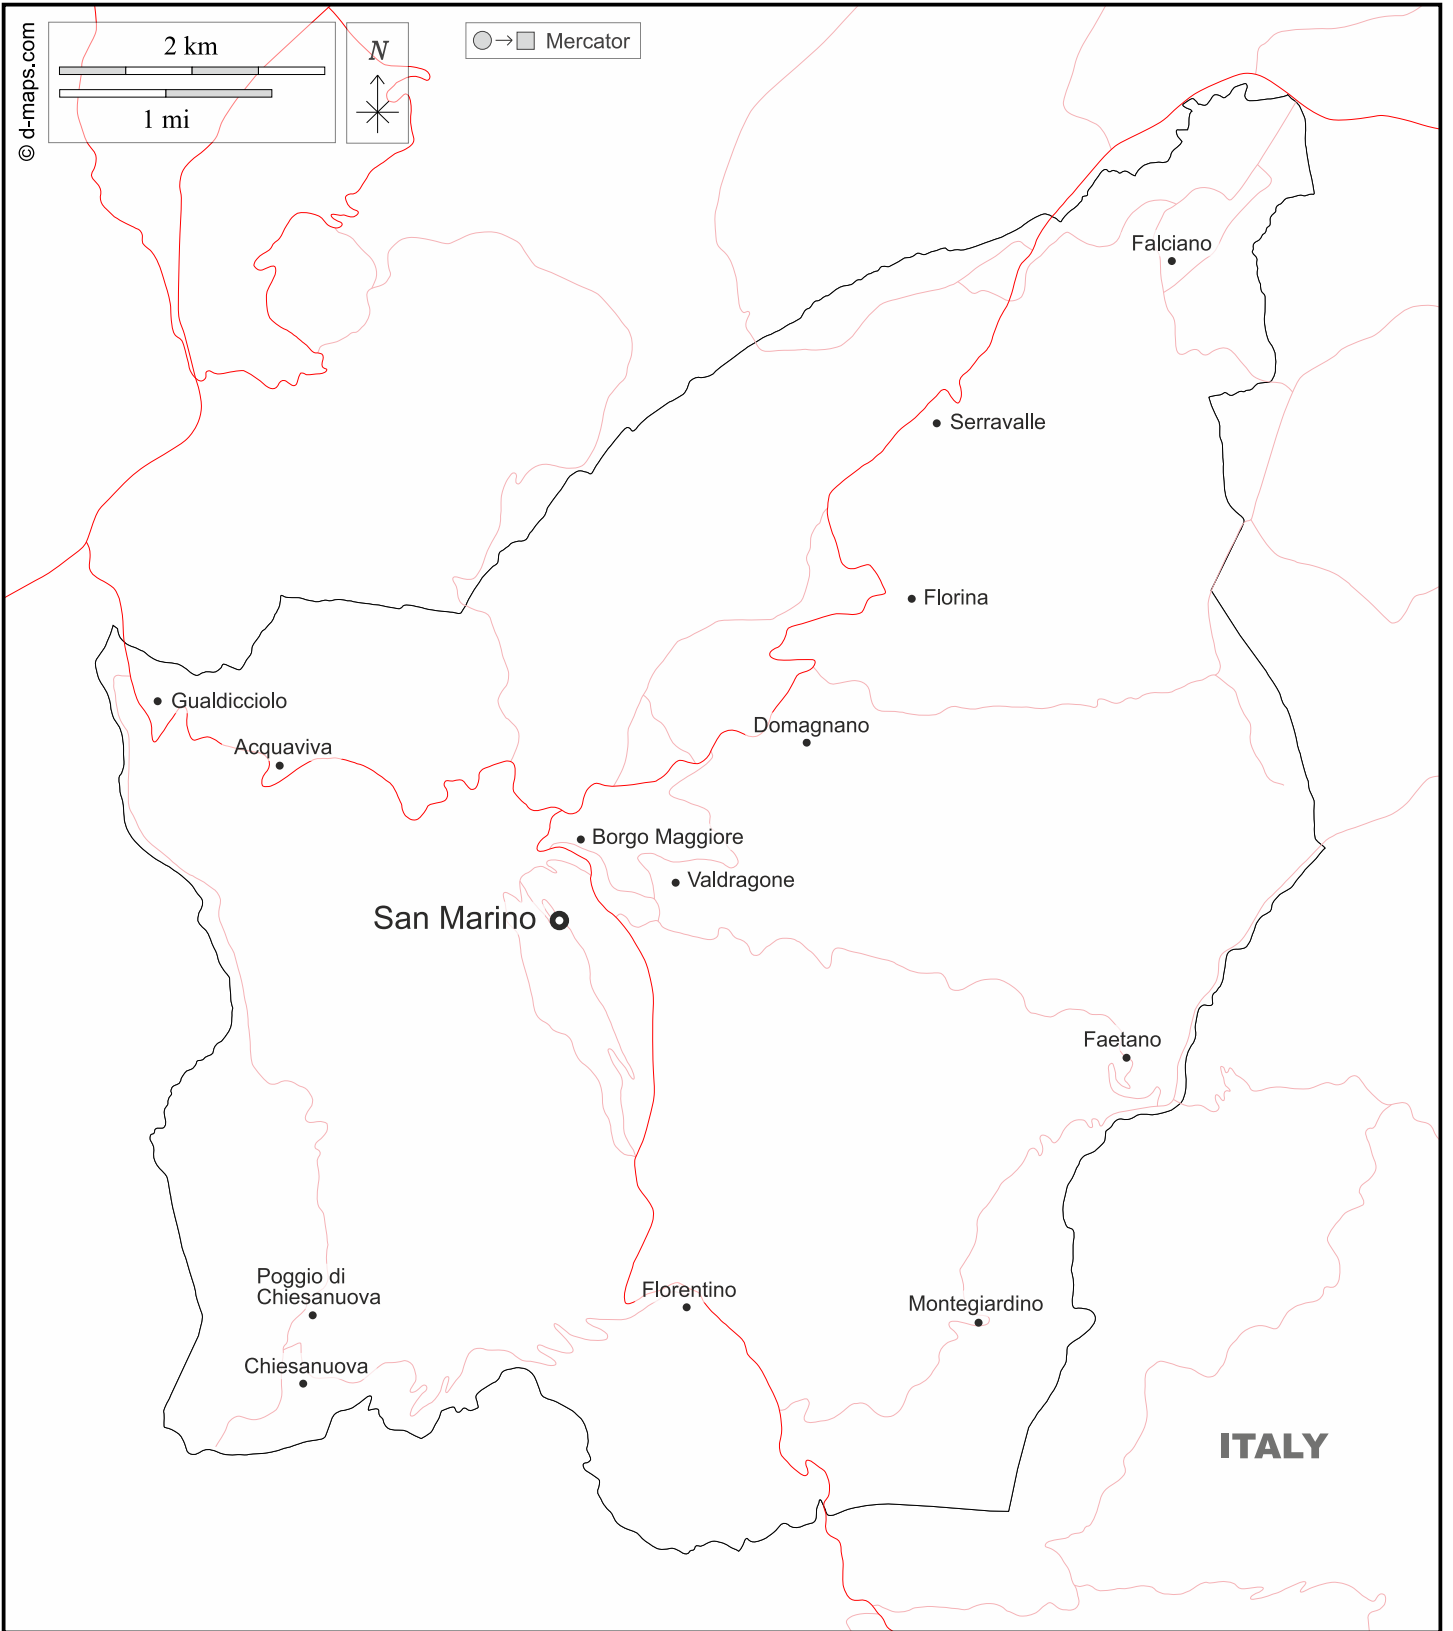 © d-maps.com
2 km
1 mi
N
Mercator
Falciano
Serravalle
Florina
Gualdicciolo
Domagnano
Acquaviva
Borgo Maggiore
Valdragone
San Marino
Faetano
Poggio di
Chiesanuova
Florentino
Montegiardino
Chiesanuova
ITALY